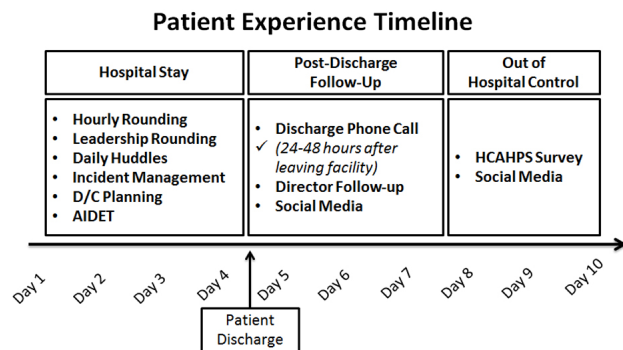 Patient Experience Timeline
Hospital Stay
Post-Discharge
Follow-Up
Out of
Hospital Control
• Hourly Rounding
• Leadership Rounding
• Daily Huddles
• Incident Management
• D/C Planning
• AIDET
• Discharge Phone Call
✓ (24-48 hours after
leaving facility)
• Director Follow-up
• Social Media
• HCAHPS Survey
• Social Media
Day 1
Day 2
Day 3
Day 4
Day 5
Day 6
Day 7
Day 8
Day 9
Day 10
Patient
Discharge